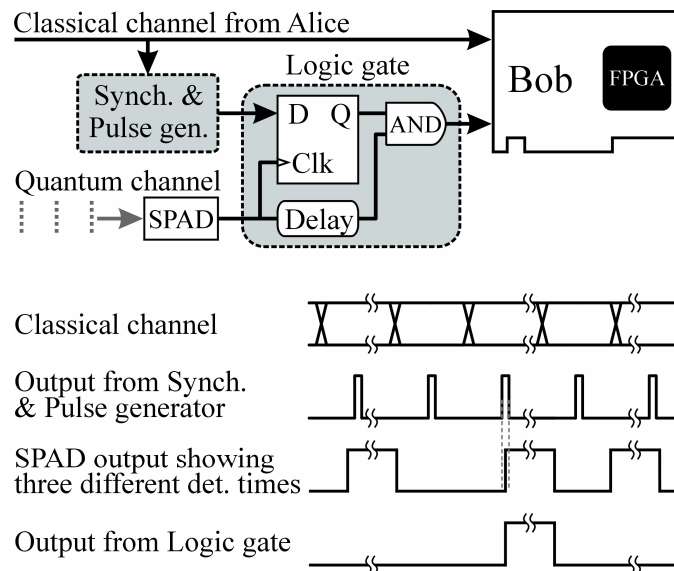 Classical channel from Alice
Logic gate
Bob
FPGA
Synch. &
Pulse gen.
D Q
AND
Clk
Quantum channel
SPAD
Delay
Classical channel
Output from Synch.
& Pulse generator
SPAD output showing
three different det. times
Output from Logic gate